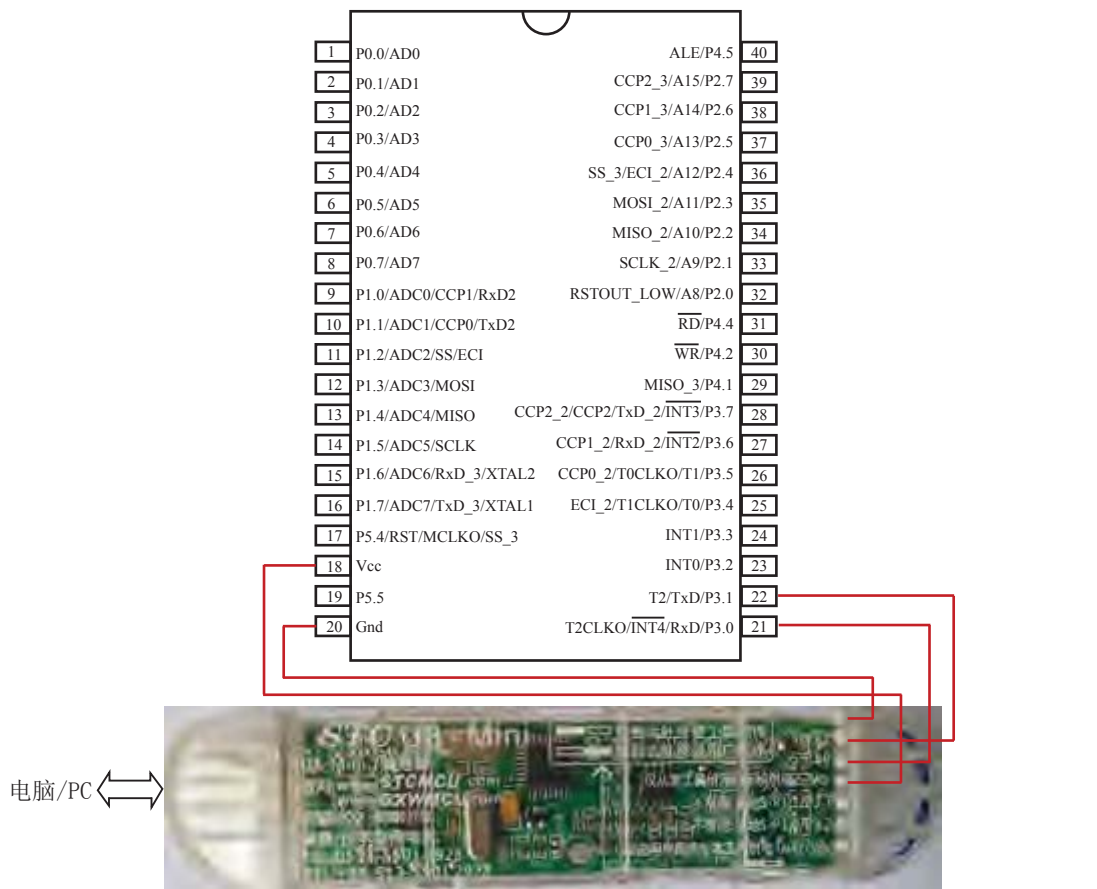 1 P0.0/AD0 ALE/P4.5 40
2 P0.1/AD1 CCP2_3/A15/P2.7 39
3 P0.2/AD2 CCP1_3/A14/P2.6 38
4 P0.3/AD3 CCP0_3/A13/P2.5 37
5 P0.4/AD4 SS_3/ECI_2/A12/P2.4 36
6 P0.5/AD5 MOSI_2/A11/P2.3 35
7 P0.6/AD6 MISO_2/A10/P2.2 34
8 P0.7/AD7 SCLK_2/A9/P2.1 33
9 P1.0/ADC0/CCP1/RxD2 RSTOUT_LOW/A8/P2.0 32
10 P1.1/ADC1/CCP0/TxD2 RD/P4.4 31
11 P1.2/ADC2/SS/ECI WR/P4.2 30
12 P1.3/ADC3/MOSI MISO_3/P4.1 29
13 P1.4/ADC4/MISO CCP2_2/CCP2/TxD_2/INT3/P3.7 28
14 P1.5/ADC5/SCLK CCP1_2/RxD_2/INT2/P3.6 27
15 P1.6/ADC6/RxD_3/XTAL2 CCP0_2/T0CLKO/T1/P3.5 26
16 P1.7/ADC7/TxD_3/XTAL1 ECI_2/T1CLKO/T0/P3.4 25
17 P5.4/RST/MCLKO/SS_3 INT1/P3.3 24
18 Vcc INT0/P3.2 23
19 P5.5 T2/TxD/P3.1 22
20 Gnd T2CLKO/INT4/RxD/P3.0 21
电脑/PC
STCMCU.com